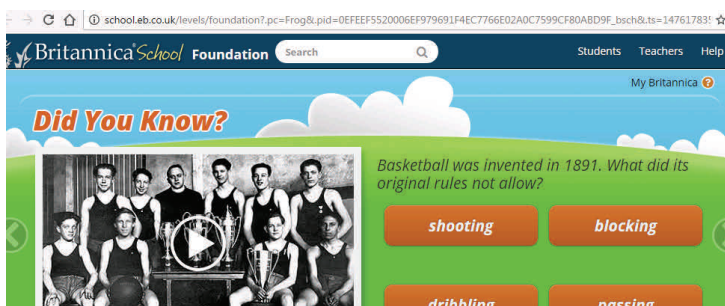 school.eb.co.uk/levels/foundation?.pc=Frog&.pid=0EFEEF5520006EF979691F4EC7766E02A0C7599CF80ABD9F_bsch&.ts=14761783
Britannica School Foundation Search Students Teachers Help
My Britannica ?
Did You Know?
Basketball was invented in 1891. What did its
original rules not allow?
shooting blocking
dribbling passing